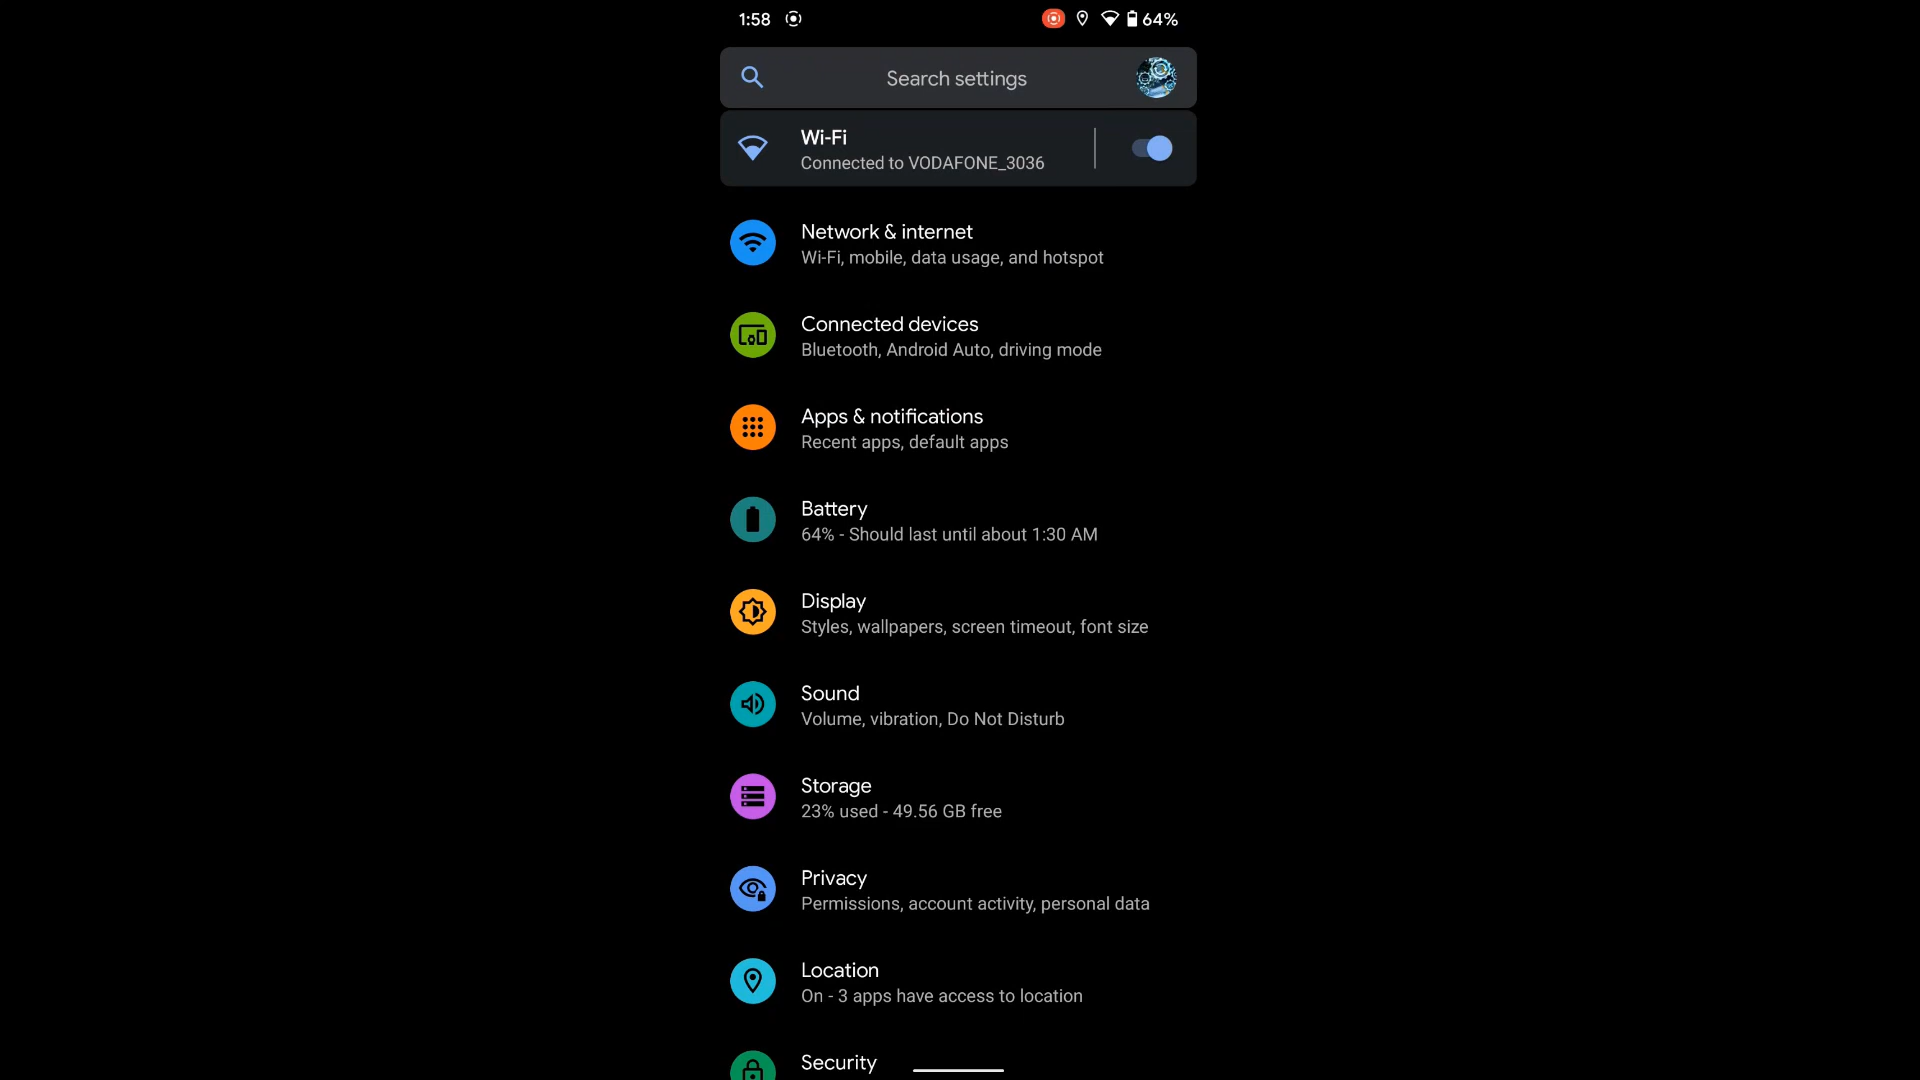 1:58 64%
Search settings
Wi-Fi
Connected to VODAFONE_3036
Network & internet
Wi-Fi, mobile, data usage, and hotspot
Connected devices
Bluetooth, Android Auto, driving mode
Apps & notifications
Recent apps, default apps
Battery
64% - Should last until about 1:30 AM
Display
Styles, wallpapers, screen timeout, font size
Sound
Volume, vibration, Do Not Disturb
Storage
23% used - 49.56 GB free
Privacy
Permissions, account activity, personal data
Location
On - 3 apps have access to location
Security